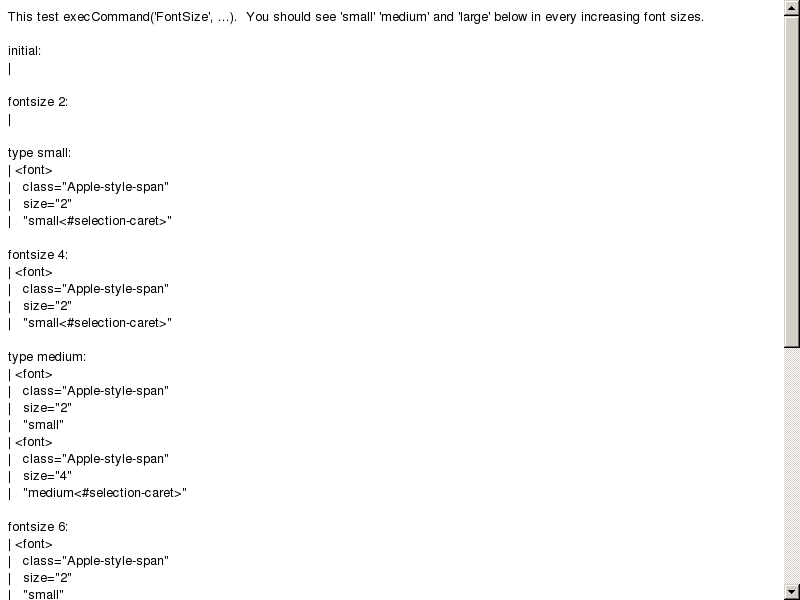 This test execCommand('FontSize', ...).  You should see 'small' 'medium' and 'large' below in every increasing font sizes.
initial:
|
fontsize 2:
|
type small:
| <font>
|   class="Apple-style-span"
|   size="2"
|   "small<#selection-caret>"
fontsize 4:
| <font>
|   class="Apple-style-span"
|   size="2"
|   "small<#selection-caret>"
type medium:
| <font>
|   class="Apple-style-span"
|   size="2"
|   "small"
| <font>
|   class="Apple-style-span"
|   size="4"
|   "medium<#selection-caret>"
fontsize 6:
| <font>
|   class="Apple-style-span"
|   size="2"
|   "small"